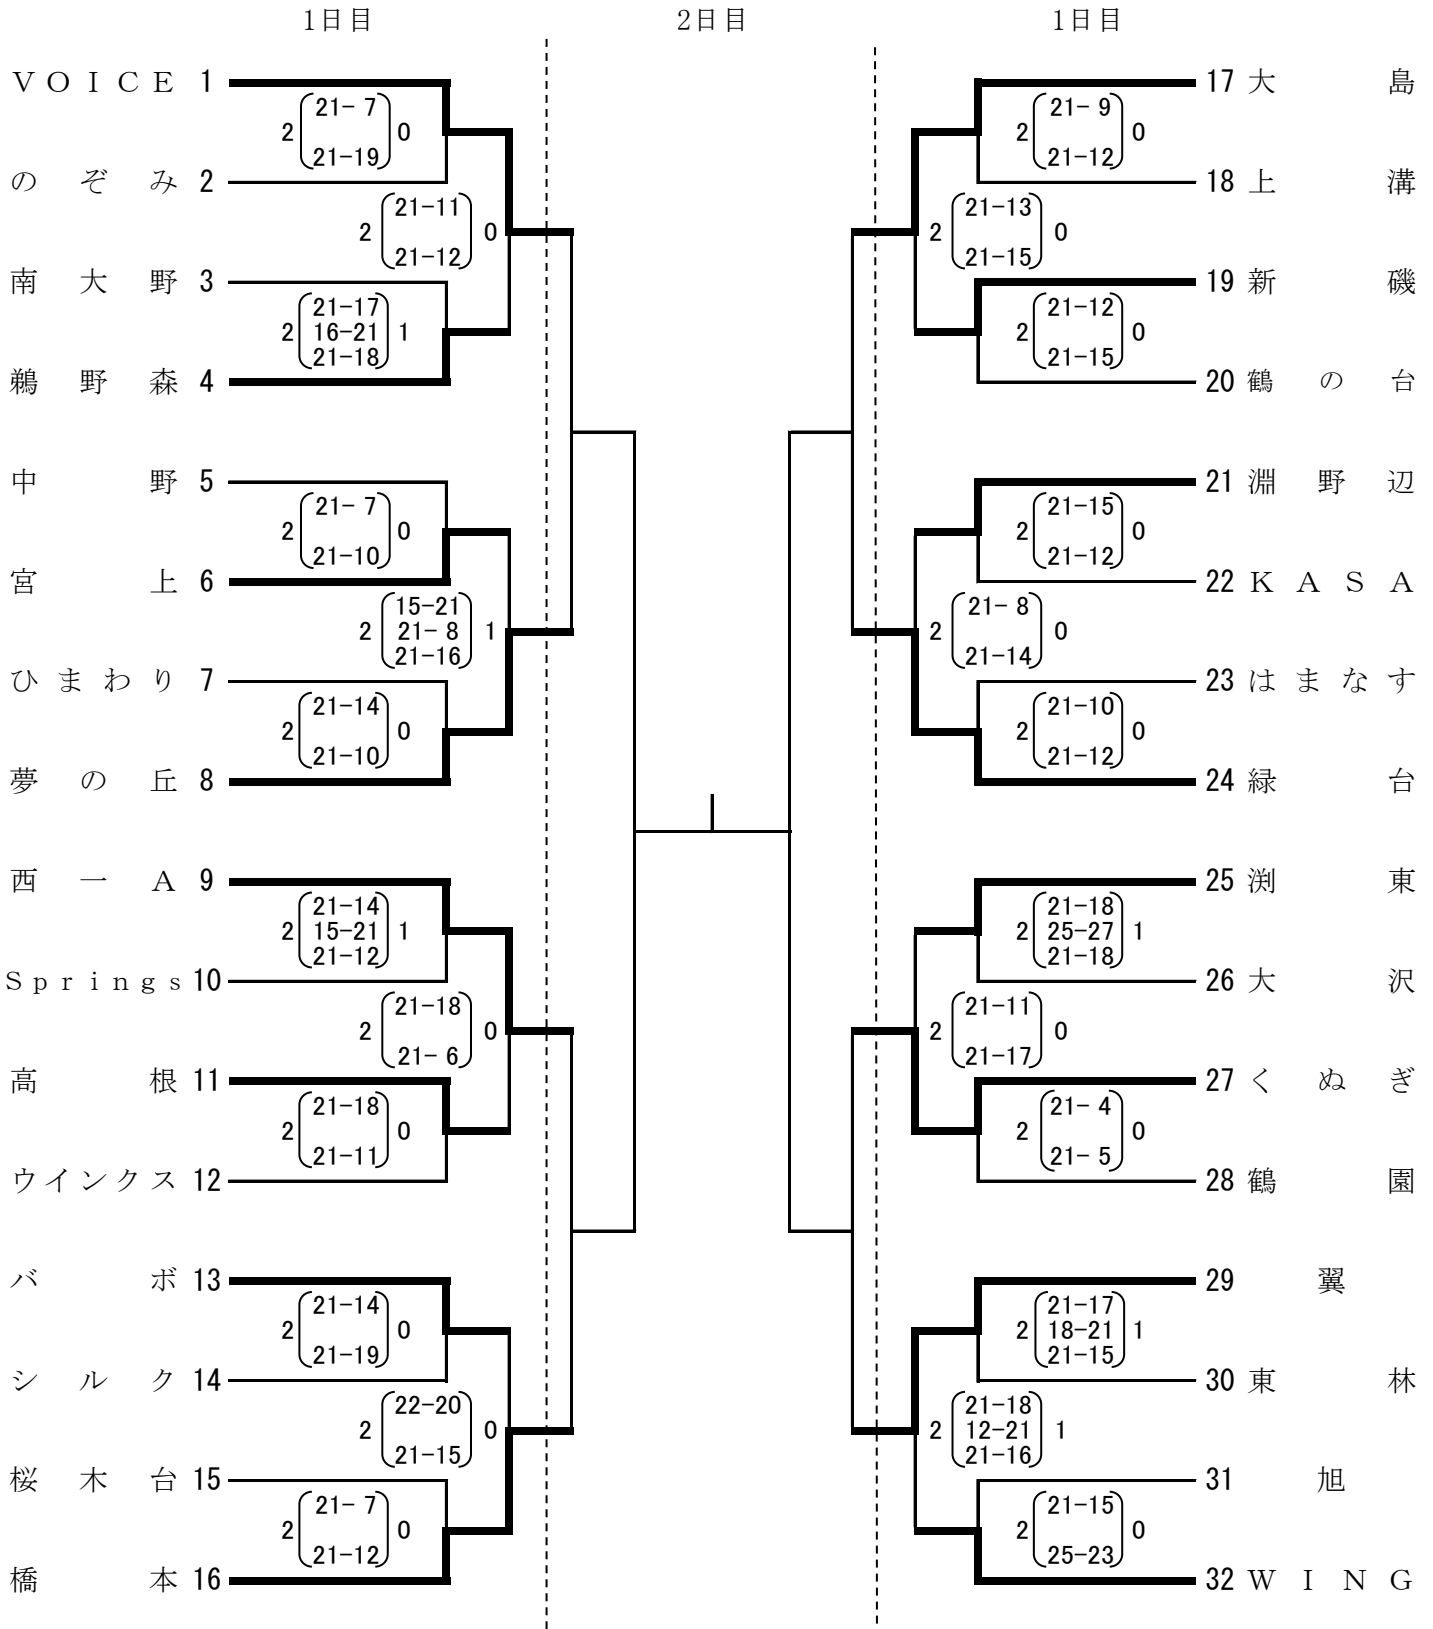 1日目 2日目 1日目
VOICE 1 17 大島
2 21-7 0 2 21-9 0
21-19 21-12
のぞみ 2 18 上溝
2 21-11 0 2 21-13 0
21-12 21-15
南大野 3 19 新磯
21-17 21-12
2 16-21 1 2 0
21-18 21-15
鵜野森 4 20 鶴の台
中野 5 21 淵野辺
2 21-7 0 2 21-15 0
21-10 21-12
宮上 6 22 KASA
15-21 21-8
2 21-8 1 2 0
21-16 21-14
ひまわり 7 23 はまなす
2 21-14 0 2 21-10 0
21-10 21-12
夢の丘 8 24 緑台
西一A 9 25 渕東
21-14 21-18
2 15-21 1 2 25-27 1
21-12 21-18
Springs 10 26 大沢
2 21-18 0 2 21-11 0
21-6 21-17
高根 11 27 くぬぎ
2 21-18 0 2 21-4 0
21-11 21-5
ウインクス 12 28 鶴園
バボ 13 29 翼
21-14 21-17
2 0 2 18-21 1
21-19 21-15
シルク 14 30 東林
22-20 21-18
2 0 2 12-21 1
21-15 21-16
桜木台 15 31 旭
2 21-7 0 2 21-15 0
21-12 25-23
橋本 16 32 WING